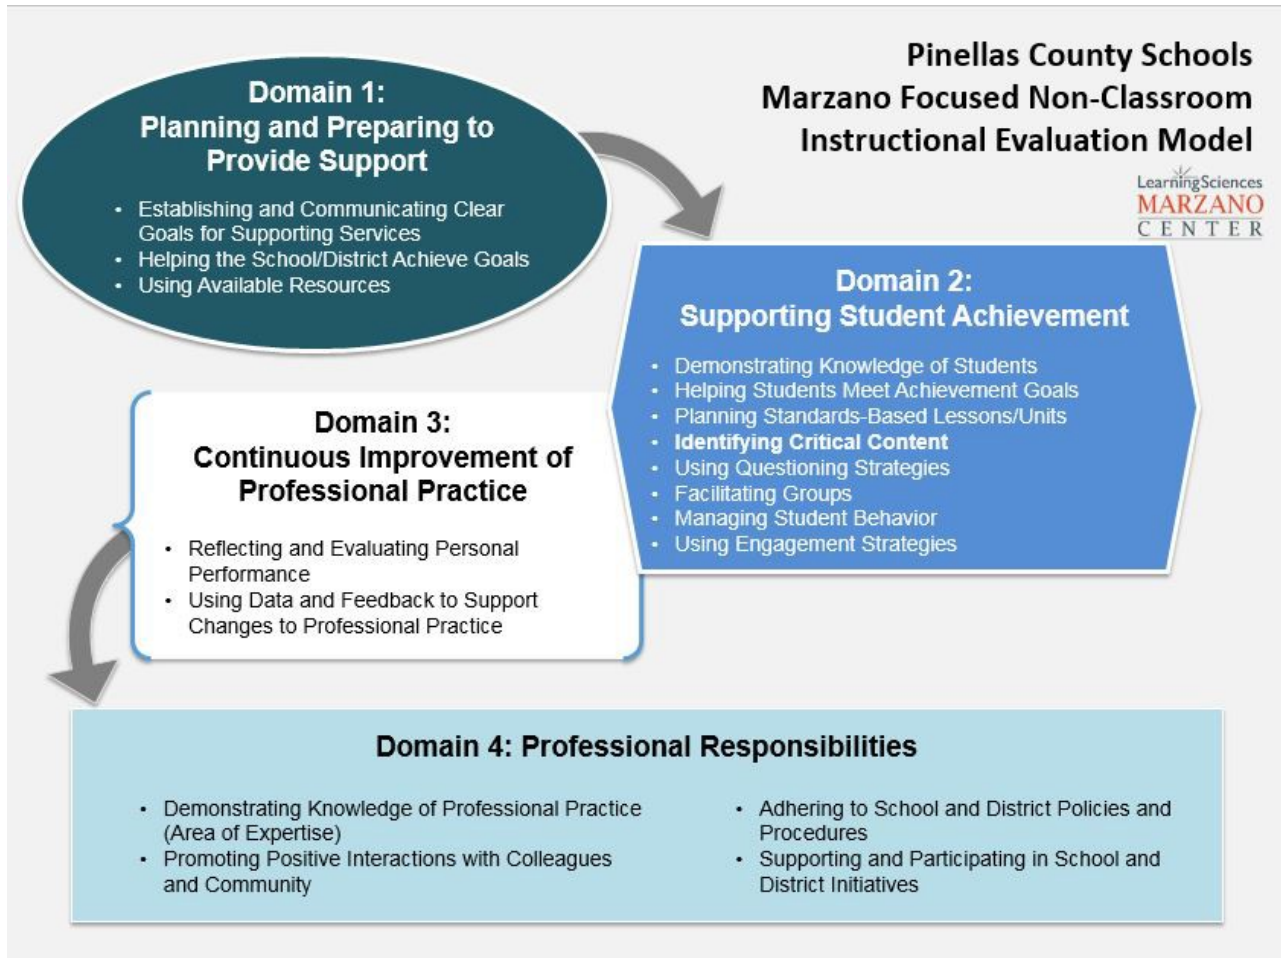 Pinellas County Schools
Marzano Focused Non-Classroom
Instructional Evaluation Model
LearningSciences
MARZANO
CENTER
Domain 1:
Planning and Preparing to
Provide Support
• Establishing and Communicating Clear
Goals for Supporting Services
• Helping the School/District Achieve Goals
• Using Available Resources
Domain 2:
Supporting Student Achievement
• Demonstrating Knowledge of Students
• Helping Students Meet Achievement Goals
• Planning Standards-Based Lessons/Units
• Identifying Critical Content
• Using Questioning Strategies
• Facilitating Groups
• Managing Student Behavior
• Using Engagement Strategies
Domain 3:
Continuous Improvement of
Professional Practice
• Reflecting and Evaluating Personal
Performance
• Using Data and Feedback to Support
Changes to Professional Practice
Domain 4: Professional Responsibilities
• Demonstrating Knowledge of Professional Practice
(Area of Expertise)
• Promoting Positive Interactions with Colleagues
and Community
• Adhering to School and District Policies and
Procedures
• Supporting and Participating in School and
District Initiatives